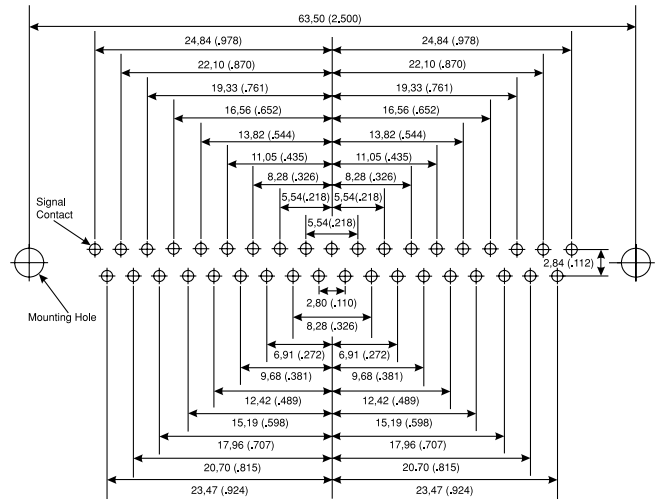 63,50 (2.500)
24,84 (.978) 24,84 (.978)
22,10 (.870) 22,10 (.870)
19,33 (.761) 19,33 (.761)
16,56 (.652) 16,56 (.652)
13,82 (.544) 13,82 (.544)
11,05 (.435) 11,05 (.435)
8,28 (.326) 8,28 (.326)
5,54(.218) 5,54(.218)
Signal
Contact
5,54(.218)
2,84 (.112)
Mounting Hole
2,80 (.110)
8,28 (.326)
6,91 (.272) 6,91 (.272)
9,68 (.381) 9,68 (.381)
12,42 (.489) 12,42 (.489)
15,19 (.598) 15,19 (.598)
17,96 (.707) 17,96 (.707)
20,70 (.815) 20,70 (.815)
23,47 (.924) 23,47 (.924)